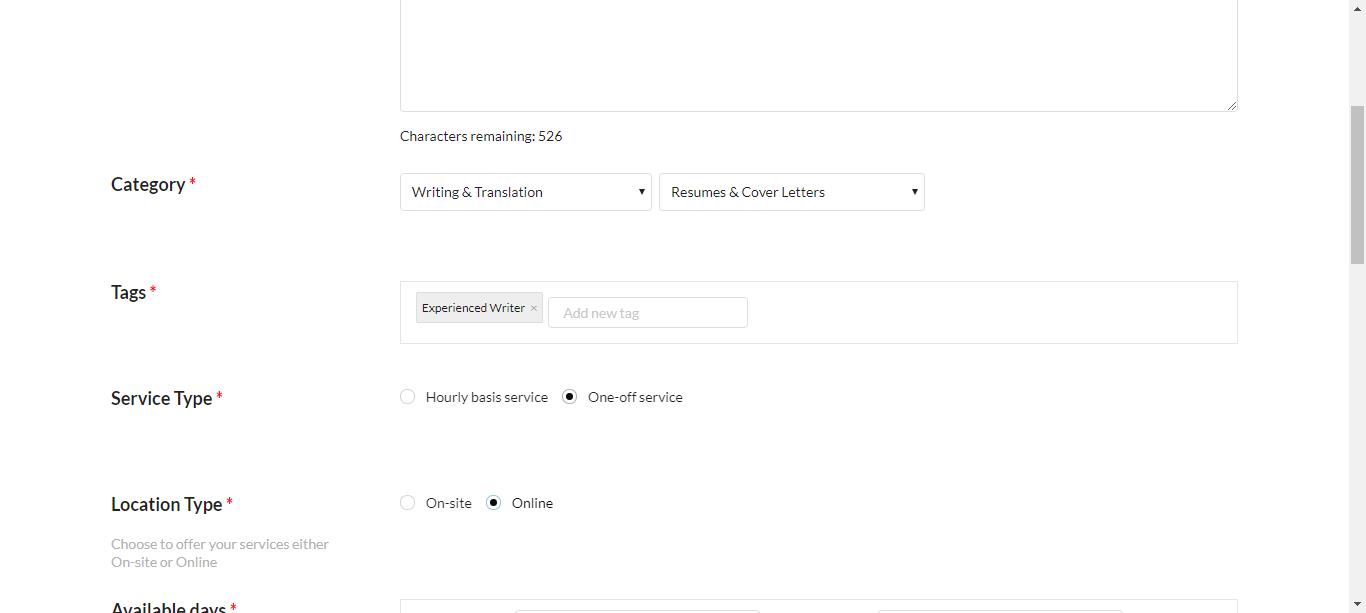 Characters remaining: 526
Category *
Writing & Translation
Resumes & Cover Letters
Tags *
Experienced Writer ×
Add new tag
Service Type *
Hourly basis service
One-off service
Location Type *
On-site
Online
Choose to offer your services either
On-site or Online
Available days *